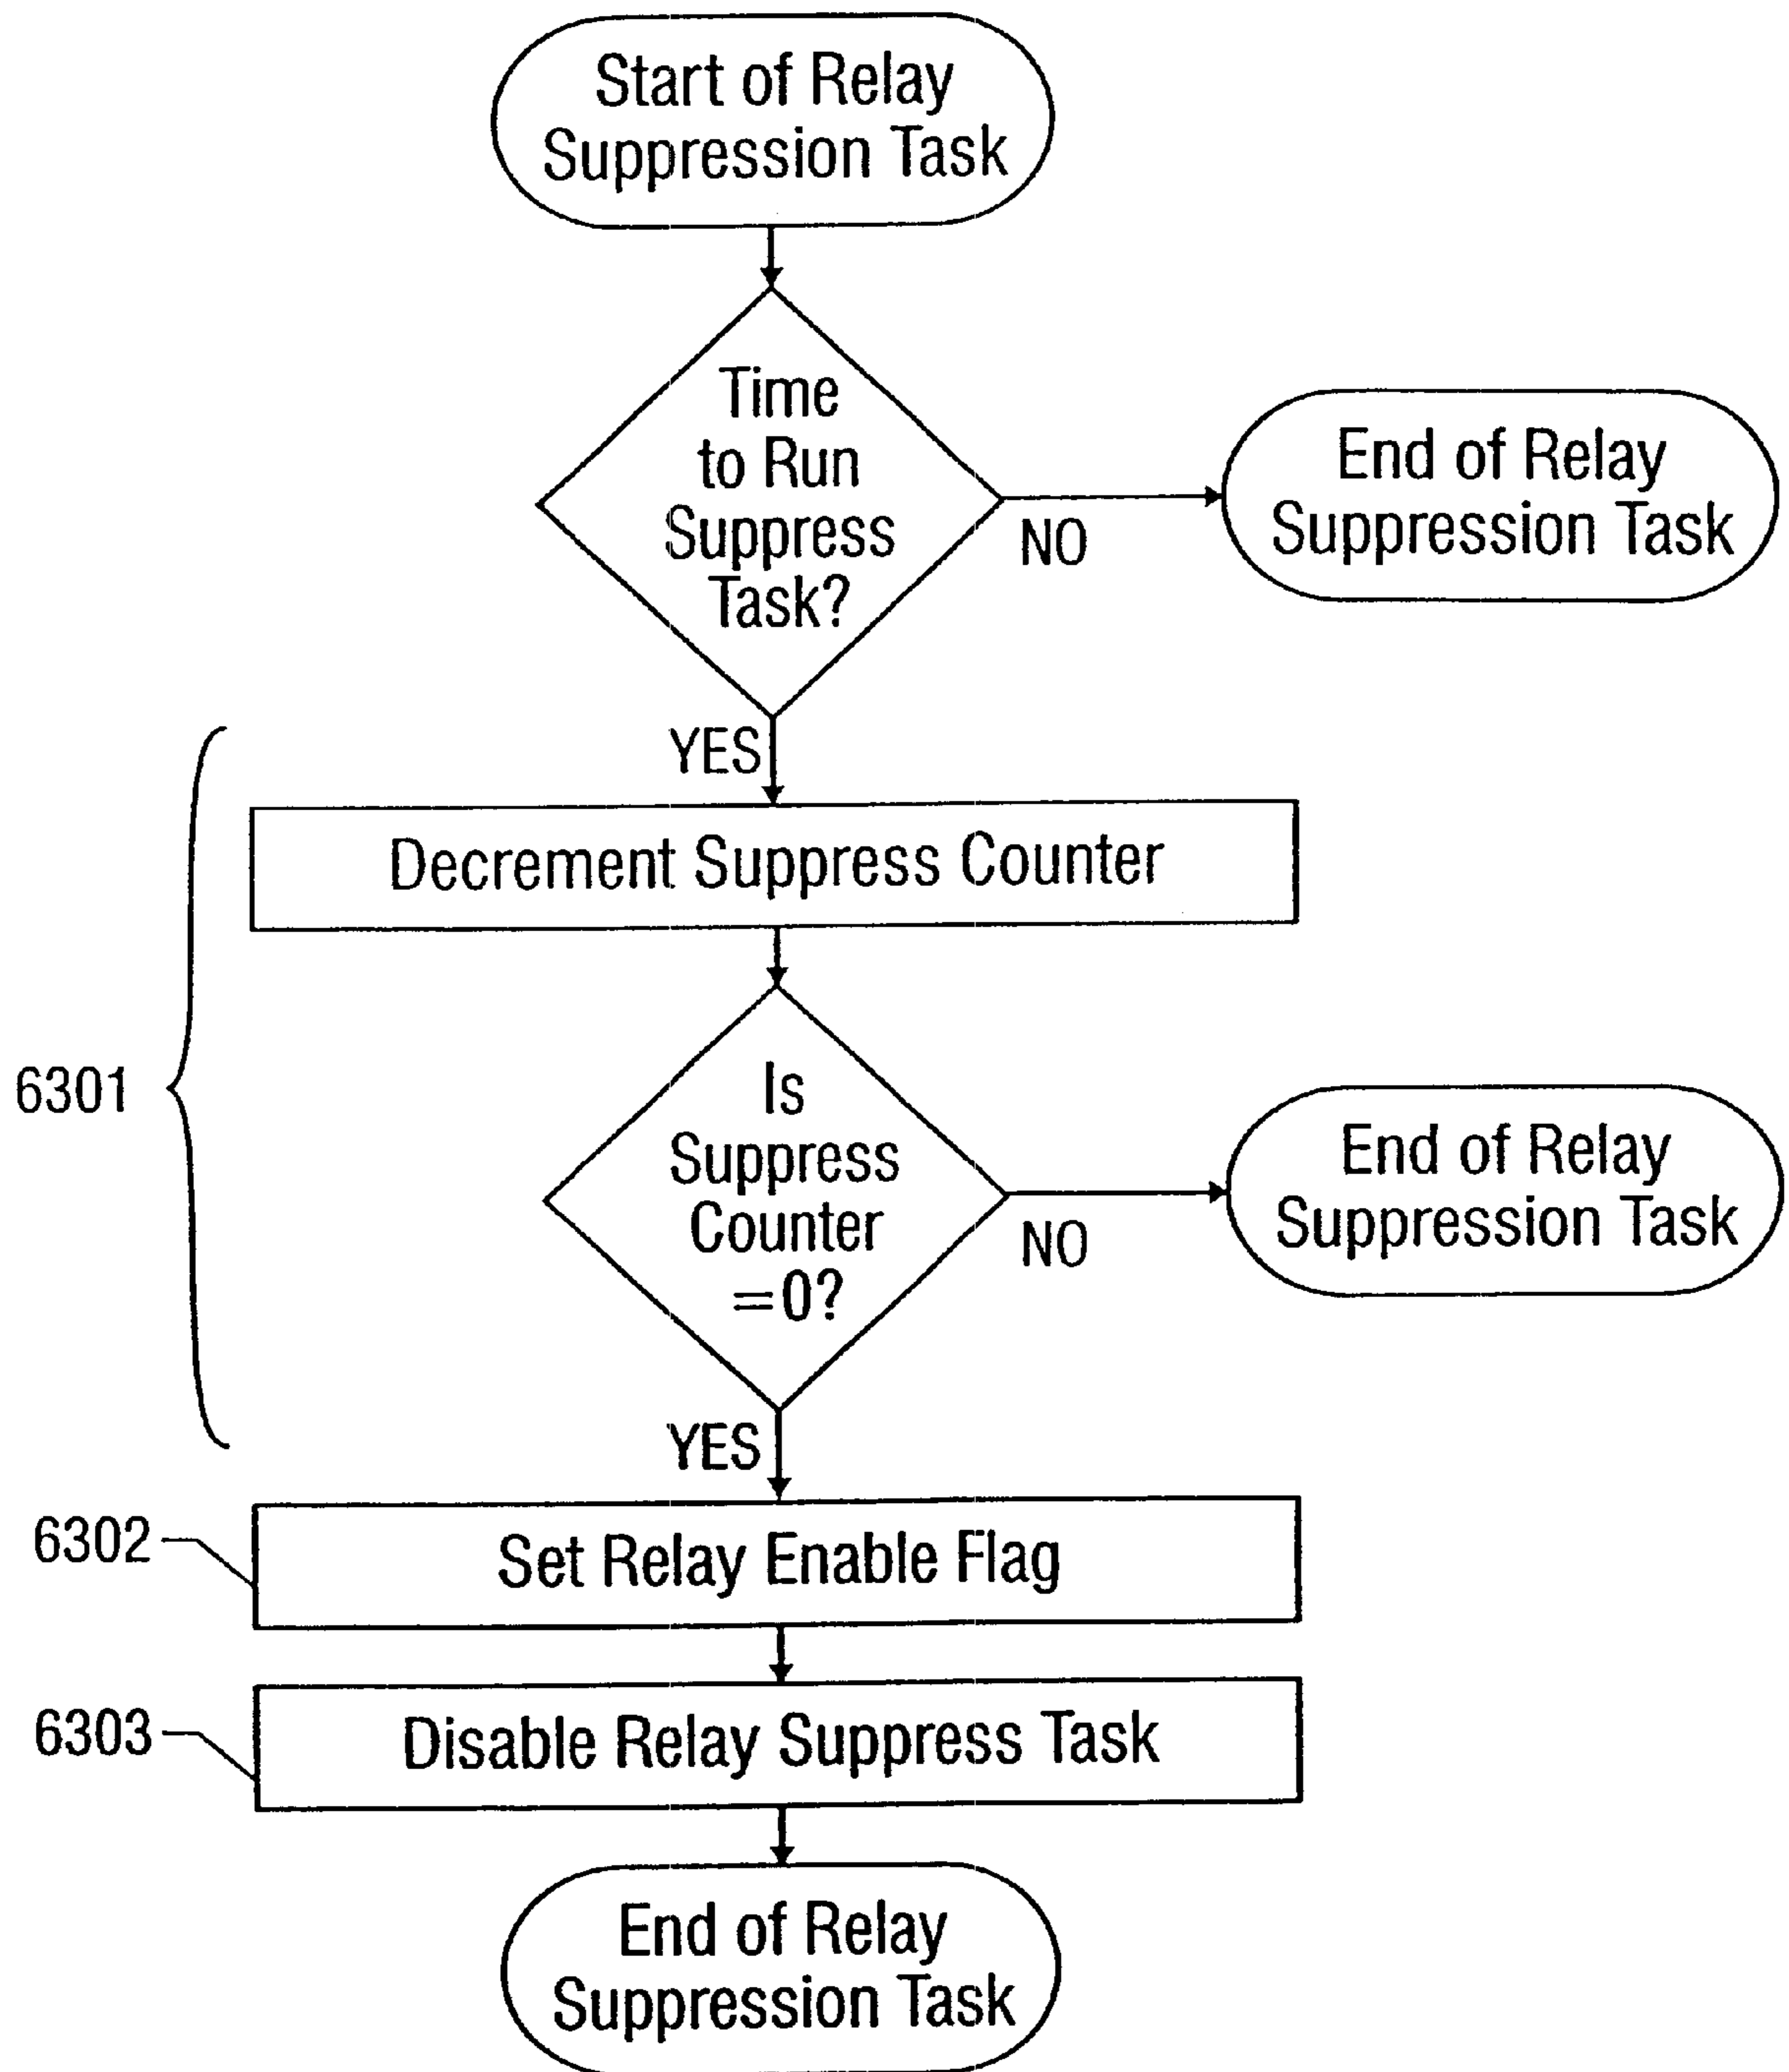 Start of Relay
Suppression Task
Time
to Run
Suppress
Task?
NO
End of Relay
Suppression Task
YES
Decrement Suppress Counter
6301
Is
Suppress
Counter
=0?
NO
End of Relay
Suppression Task
YES
6302
Set Relay Enable Flag
6303
Disable Relay Suppress Task
End of Relay
Suppression Task